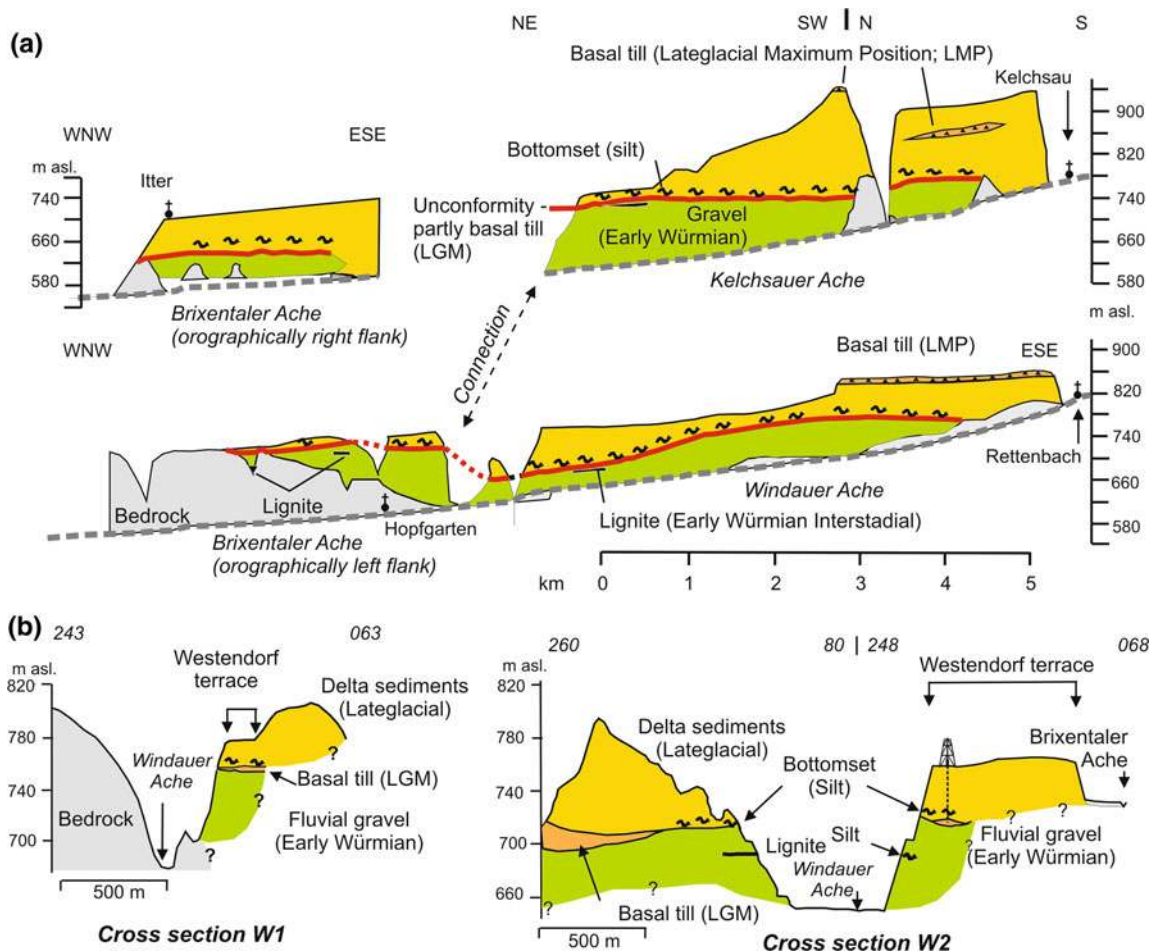 (a)
NE
SW
N
S
Basal till (Lateglacial
Maximum Position; LMP)
Kelchsau
WNW
ESE
m asl.
Itter
740
660
580
Bottomset (silt)
Unconformity
partly basal till
(LGM)
Gravel
(Early Würmian)
Kelchsauer Ache
900
820
740
660
580
m asl.
Brixentaler Ache
(orographically right flank)
Connection
WNW
Basal till (LMP)
ESE
900
820
740
660
580
Rettenbach
Windauer Ache
Lignite
Lignite (Early Würmian Interstadial)
Bedrock
Hopfgarten
Brixentaler Ache
(orographically left flank)
km
0
1
2
3
4
5
(b)
243
063
m asl.
820
780
740
700
Westendorf
terrace
Delta sediments
(Lateglacial)
Windauer
Ache
?
Basal till (LGM)
?
Fluvial gravel
(Early Würmian)
Bedrock
?
500 m
Cross section W1
260
80 | 248
068
m asl.
820
780
740
700
660
Westendorf terrace
Delta sediments
(Lateglacial)
Bottomset
(Silt)
Brixentaler
Ache
?
?
Silt
?
Fluvial gravel
(Early Würmian)
Lignite
Windauer
Ache
?
?
?
Basal till (LGM)
500 m
Cross section W2